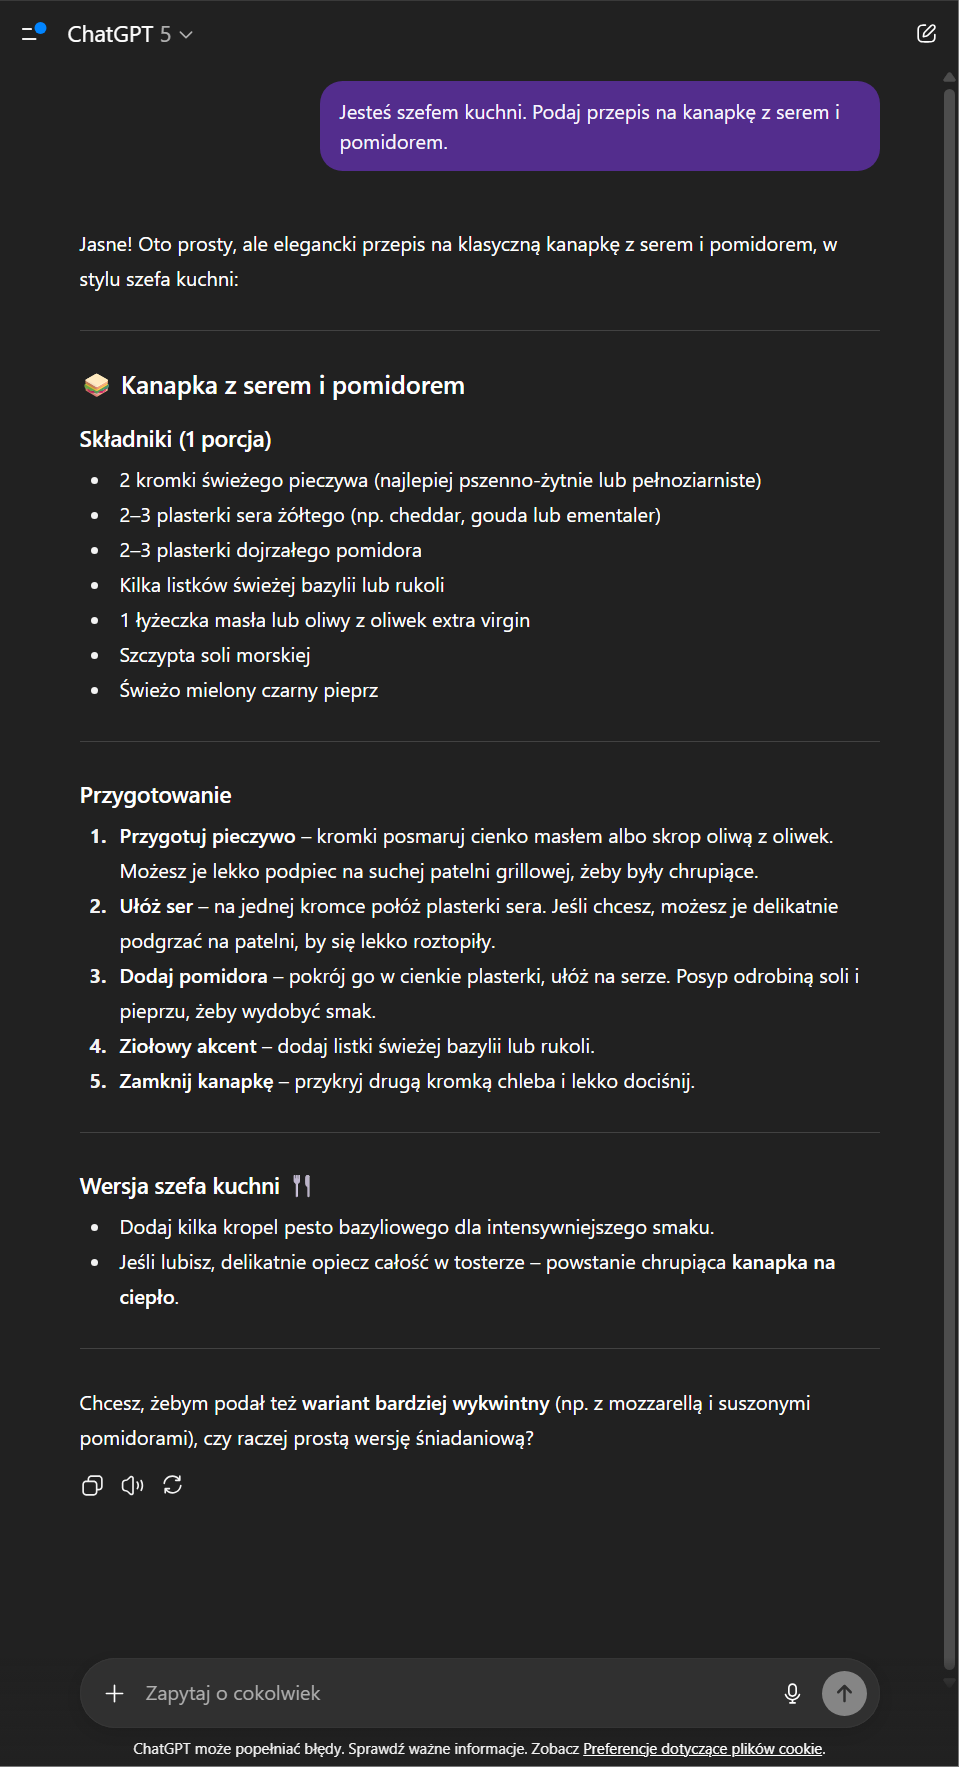 ChatGPT 5
Jesteś szefem kuchni. Podaj przepis na kanapkę z serem i
pomidorem.
Jasne! Oto prosty, ale elegancki przepis na klasyczną kanapkę z serem i pomidorem, w
stylu szefa kuchni:
🥪 Kanapka z serem i pomidorem
Składniki (1 porcja)
• 2 kromki świeżego pieczywa (najlepiej pszenno-żytnie lub pełnoziarniste)
• 2–3 plasterki sera żółtego (np. cheddar, gouda lub ementaler)
• 2–3 plasterki dojrzałego pomidora
• Kilka listków świeżej bazylii lub rukoli
• 1 łyżeczka masła lub oliwy z oliwek extra virgin
• Szczypta soli morskiej
• Świeżo mielony czarny pieprz
Przygotowanie
1. Przygotuj pieczywo – kromki posmaruj cienko masłem albo skrop oliwą z oliwek.
Możesz je lekko podpiec na suchej patelni grillowej, żeby były chrupiące.
2. Ułóż ser – na jednej kromce połóż plasterki sera. Jeśli chcesz, możesz je delikatnie
podgrzać na patelni, by się lekko roztopiły.
3. Dodaj pomidora – pokrój go w cienkie plasterki, ułóż na serze. Posyp odrobiną soli i
pieprzu, żeby wydobyć smak.
4. Ziołowy akcent – dodaj listki świeżej bazylii lub rukoli.
5. Zamknij kanapkę – przykryj drugą kromką chleba i lekko dociśnij.
Wersja szefa kuchni 🍴
• Dodaj kilka kropel pesto bazyliowego dla intensywniejszego smaku.
• Jeśli lubisz, delikatnie opiecz całość w tosterze – powstanie chrupiąca kanapka na
ciepło.
Chcesz, żebym podał też wariant bardziej wykwintny (np. z mozzarellą i suszonymi
pomidorami), czy raczej prostą wersję śniadaniową?
Zapytaj o cokolwiek
ChatGPT może popełniać błędy. Sprawdź ważne informacje. Zobacz Preferencje dotyczące plików cookie.